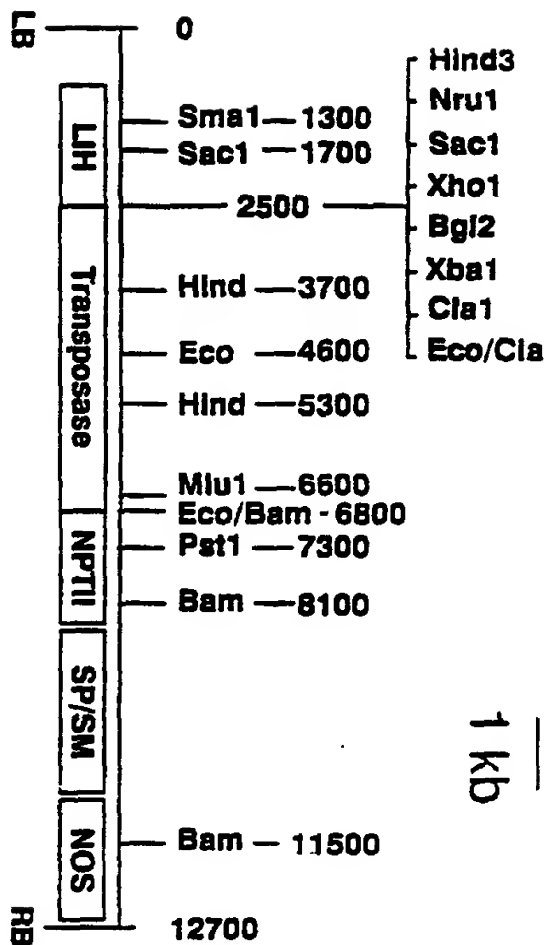 LB
0
LIH
Sma1 — 1300
Sac1 — 1700
2500
Hind3
Nru1
Sac1
Xho1
Bgl2
Xba1
Cla1
Eco/Cla
Transposase
Hind — 3700
Eco — 4600
Hind — 5300
Mlu1 — 6600
Eco/Bam - 6800
NPTII
Pst1 — 7300
Bam — 8100
SP/SM
1 kb
NOS
Bam — 11500
RB
12700